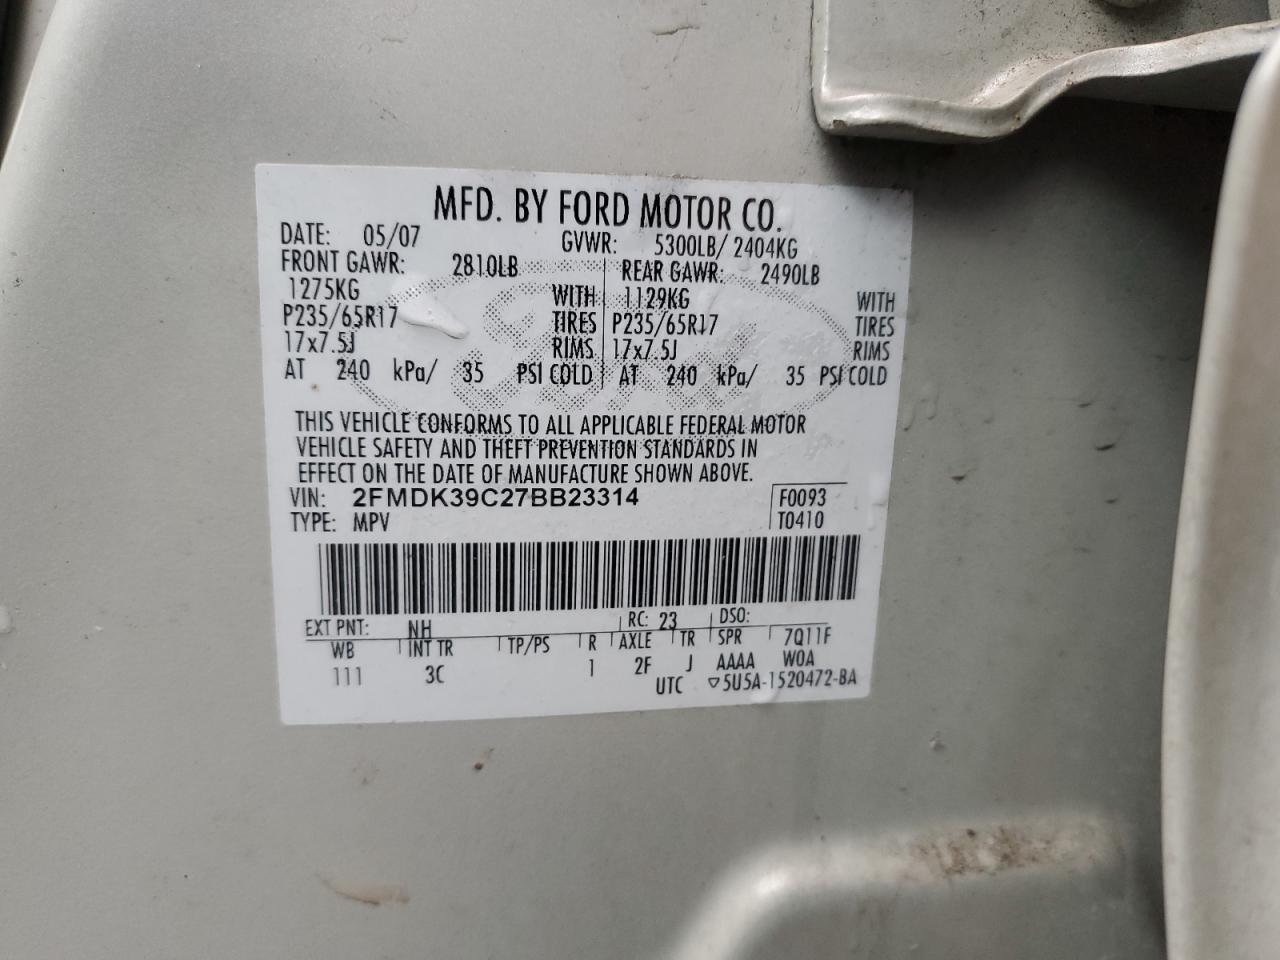 MFD. BY FORD MOTOR CO.
DATE: 05/07 GVWR: 5300LB/ 2404KG
FRONT GAWR: 2810LB REAR GAWR: 2490LB
1275KG WITH 1129KG WITH
P235/65R17 TIRES P235/65R17 TIRES
17x7.5J RIMS 17x7.5J RIMS
AT 240 kPa/ 35 PSI COLD AT 240 kPa/ 35 PSI COLD
THIS VEHICLE CONFORMS TO ALL APPLICABLE FEDERAL MOTOR
VEHICLE SAFETY AND THEFT PREVENTION STANDARDS IN
EFFECT ON THE DATE OF MANUFACTURE SHOWN ABOVE.
VIN: 2FMDK39C27BB23314 F0093
TYPE: MPV T0410
EXT PNT: NH RC: 23 DSO:
WB INT TR TP/PS R AXLE TR SPR 7Q11F
111 3C 1 2F J AAAA W0A
UTC ▽5U5A-1520472-BA